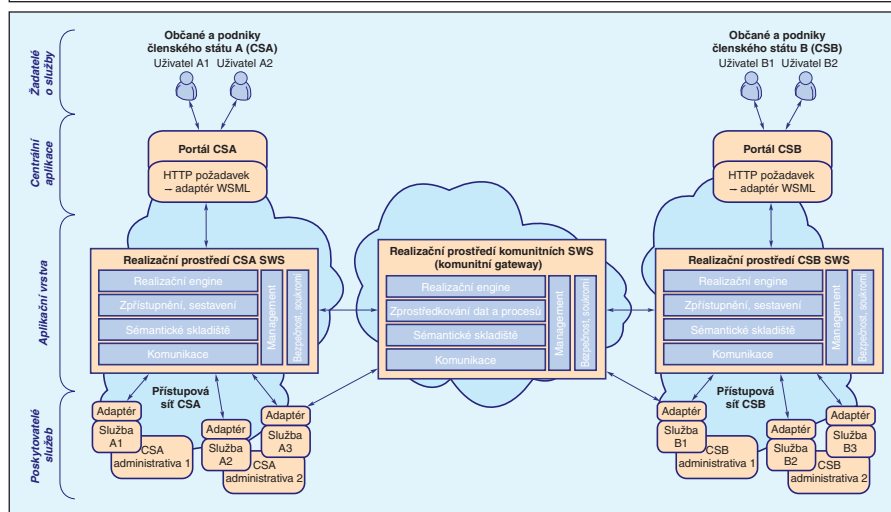 Občané a podniky
členského státu A (CSA)
Uživatel A1 Uživatel A2
Občané a podniky
členského státu B (CSB)
Uživatel B1 Uživatel B2
Žadatelé
o služby
Centrální
aplikace
Portál CSA
HTTP požadavek
– adaptér WSML
Portál CSB
HTTP požadavek
– adaptér WSML
Aplikační vrstva
Realizační prostředí CSA SWS
Realizační engine
Zpřístupnění, sestavení
Sémantické skladiště
Komunikace
Management
Bezpečnost, soukromí
Realizační prostředí komunitních SWS
(komunitní gateway)
Realizační engine
Zprostředkování dat a procesů
Sémantické skladiště
Komunikace
Management
Bezpečnost, soukromí
Realizační prostředí CSB SWS
Realizační engine
Zpřístupnění, sestavení
Sémantické skladiště
Komunikace
Management
Bezpečnost, soukromí
Poskytovatelé
služeb
Přístupová
síť CSA
Adaptér
Služba
A1
CSA
administrativa 1
Adaptér
Služba
A2
Adaptér
Služba
A3
CSA
administrativa 2
Přístupová
síť CSB
Adaptér
Služba
B1
CSB
administrativa 1
Adaptér
Služba
B2
Adaptér
Služba
B3
CSB
administrativa 2